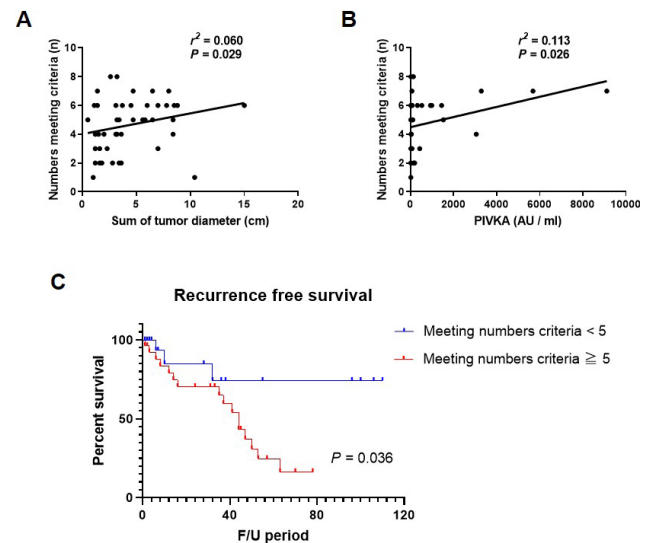 A
r² = 0.060
P = 0.029
Numbers meeting criteria (n)
10
8
6
4
2
0
0 5 10 15 20
Sum of tumor diameter (cm)
B
r² = 0.113
P = 0.026
Numbers meeting criteria (n)
10
8
6
4
2
0
0 2000 4000 6000 8000 10000
PIVKA (AU / ml)
C
Recurrence free survival
Percent survival
100
50
0
0 40 80 120
F/U period
P = 0.036
Meeting numbers criteria < 5
Meeting numbers criteria ≧ 5